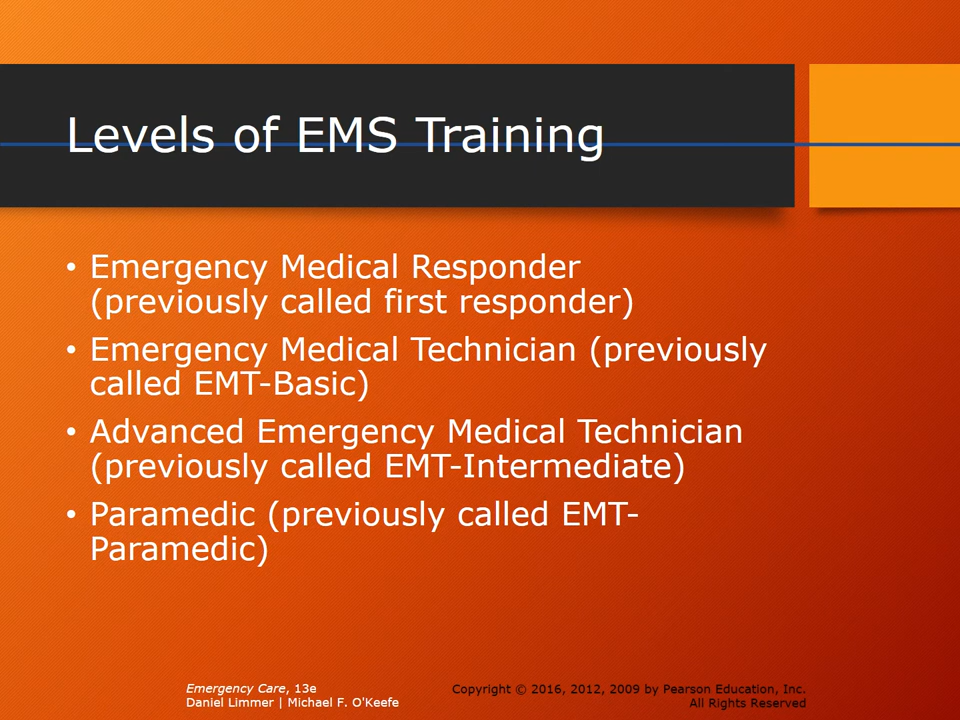 Levels of EMS Training
• Emergency Medical Responder
(previously called first responder)
• Emergency Medical Technician (previously
called EMT-Basic)
• Advanced Emergency Medical Technician
(previously called EMT-Intermediate)
• Paramedic (previously called EMT-
Paramedic)
Emergency Care, 13e
Daniel Limmer | Michael F. O'Keefe
Copyright © 2016, 2012, 2009 by Pearson Education, Inc.
All Rights Reserved